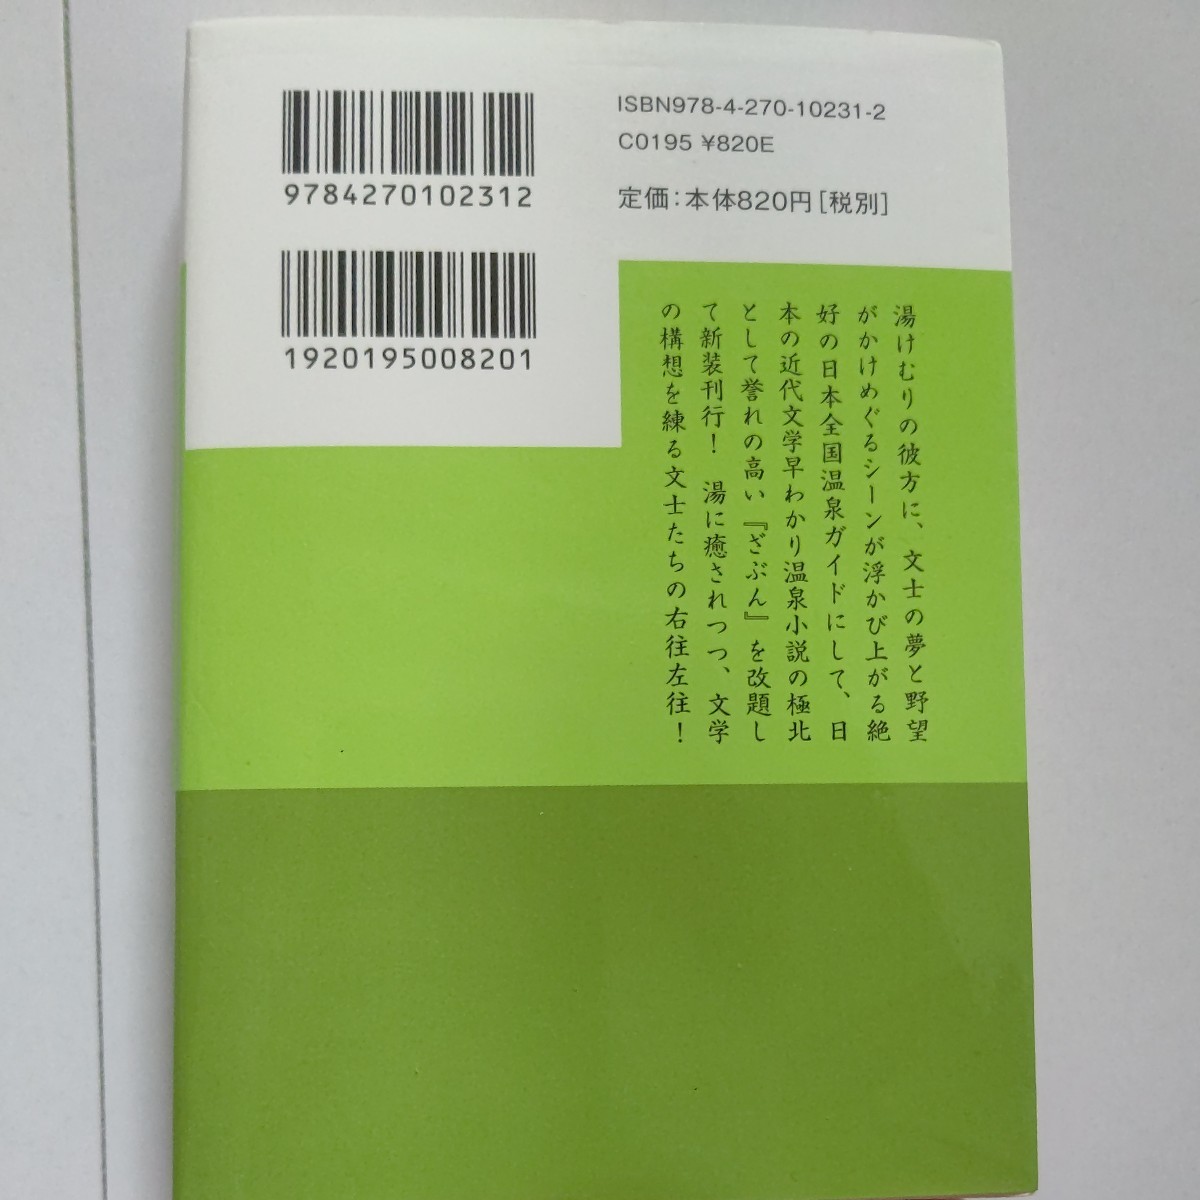 ISBN978-4-270-10231-2
C0195 ¥820E
定価:本体820円[税別]
9784270102312
1920195008201
湯けむりの彼方に、文士の夢と野望
がかけめぐるシーンが浮かび上がる絶
好の日本全国温泉ガイドにして、日
本の近代文学早わかり温泉小説の極北
として誉れの高い『ざぶん』を改題し
て新装刊行! 湯に癒されつつ、文学
の構想を練る文士たちの右往左往!